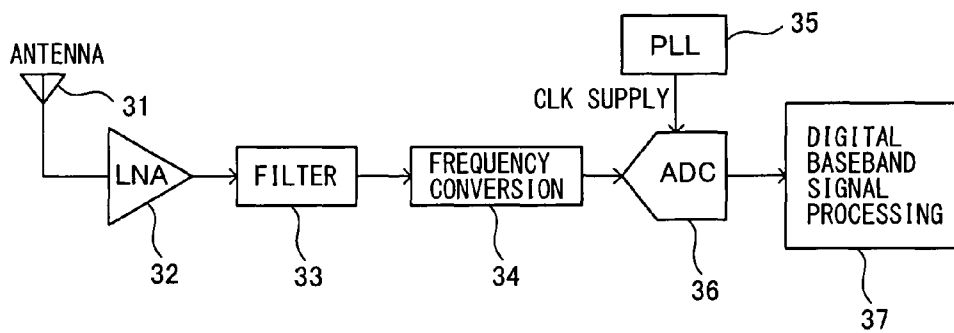 ANTENNA
31
LNA
32
FILTER
33
FREQUENCY
CONVERSION
34
PLL
35
CLK SUPPLY
ADC
36
DIGITAL
BASEBAND
SIGNAL
PROCESSING
37